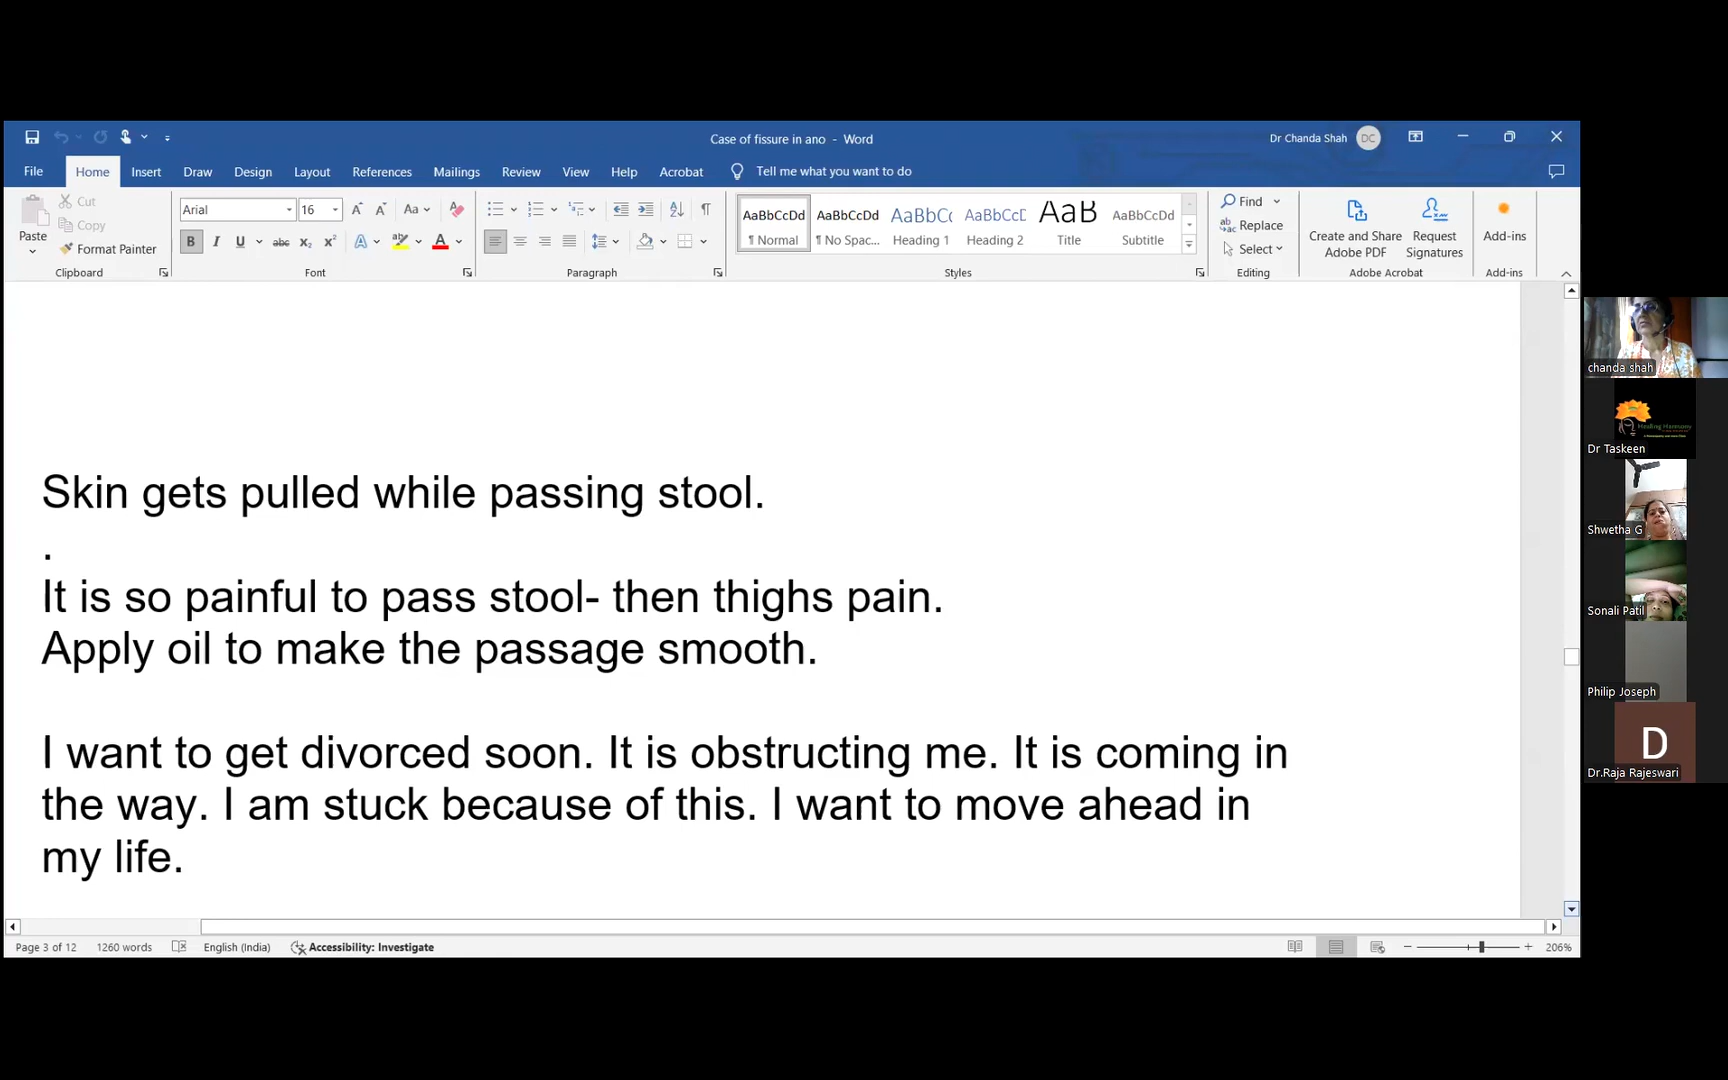 Case of fissure in ano - Word
Dr Chanda Shah
DC
File
Home
Insert
Draw
Design
Layout
References
Mailings
Review
View
Help
Acrobat
Tell me what you want to do
Paste
Cut
Copy
Format Painter
Clipboard
Arial
16
Font
Paragraph
AaBbCcDd
¶ Normal
AaBbCcDd
¶ No Spac...
AaBbCc
Heading 1
AaBbCcD
Heading 2
AaB
Title
AaBbCcDd
Subtitle
Styles
Find
Replace
Select
Editing
Create and Share
Adobe PDF
Request
Signatures
Adobe Acrobat
Add-ins
Add-ins
Skin gets pulled while passing stool.
.
It is so painful to pass stool- then thighs pain.
Apply oil to make the passage smooth.
I want to get divorced soon. It is obstructing me. It is coming in
the way. I am stuck because of this. I want to move ahead in
my life.
Page 3 of 12
1260 words
English (India)
Accessibility: Investigate
206%
chanda shah
Healing Harmony
Dr Taskeen
Shwetha G
Sonali Patil
Philip Joseph
D
Dr.Raja Rajeswari